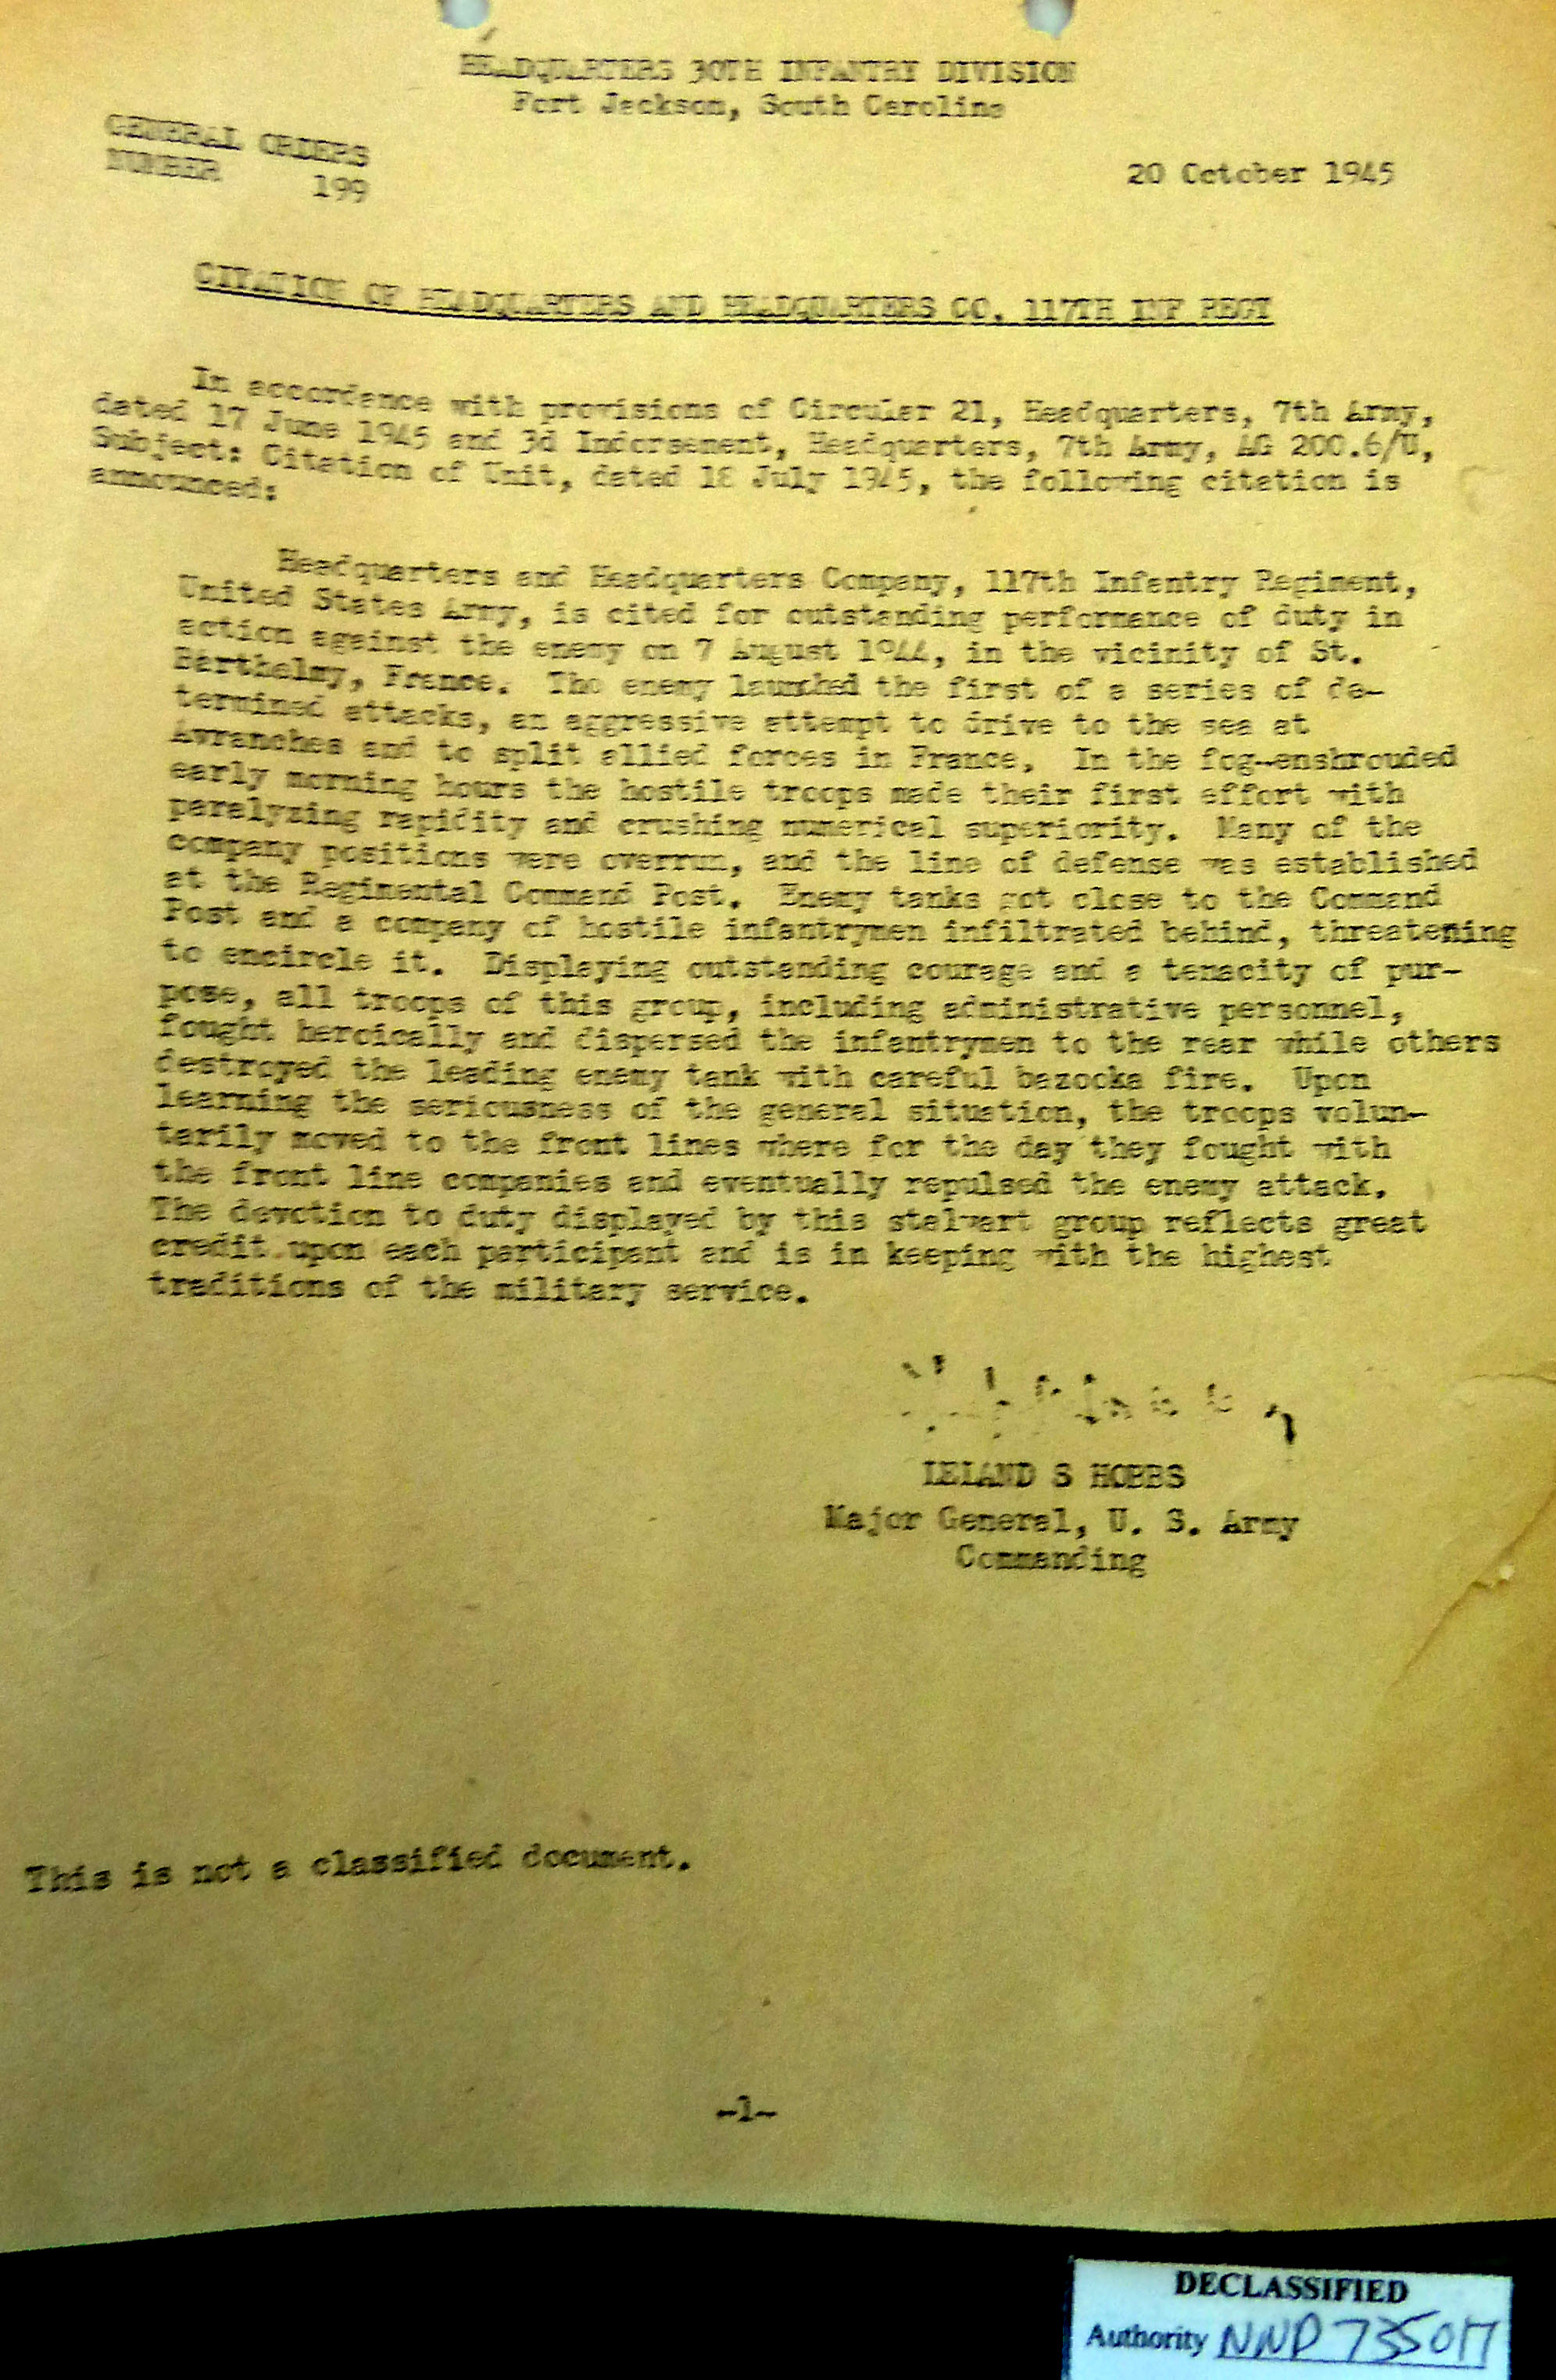 HEADQUARTERS 30TH INFANTRY DIVISION
Fort Jackson, South Carolina
GENERAL ORDERS
NUMBER 199
20 October 1945
CITATION OF HEADQUARTERS AND HEADQUARTERS CO, 117TH INF REGT
In accordance with provisions of Circular 21, Headquarters, 7th Army,
dated 17 June 1945 and 3d Indorsement, Headquarters, 7th Army, AG 200.6/U,
Subject: Citation of Unit, dated 18 July 1945, the following citation is
announced:
Headquarters and Headquarters Company, 117th Infantry Regiment,
United States Army, is cited for outstanding performance of duty in
action against the enemy on 7 August 1944, in the vicinity of St.
Barthelmy, France. The enemy launched the first of a series of de-
termined attacks, an aggressive attempt to drive to the sea at
Avranches and to split allied forces in France. In the fog-enshrouded
early morning hours the hostile troops made their first effort with
paralyzing rapidity and crushing numerical superiority. Many of the
company positions were overrun, and the line of defense was established
at the Regimental Command Post. Enemy tanks got close to the Command
Post and a company of hostile infantrymen infiltrated behind, threatening
to encircle it. Displaying outstanding courage and a tenacity of pur-
pose, all troops of this group, including administrative personnel,
fought heroically and dispersed the infantrymen to the rear while others
destroyed the leading enemy tank with careful bazooka fire. Upon
learning the seriousness of the general situation, the troops volun-
tarily moved to the front lines where for the day they fought with
the front line companies and eventually repulsed the enemy attack.
The devotion to duty displayed by this stalwart group reflects great
credit upon each participant and is in keeping with the highest
traditions of the military service.
LELAND S HOBBS
Major General, U. S. Army
Commanding
This is not a classified document.
-1-
DECLASSIFIED
Authority NND 735017